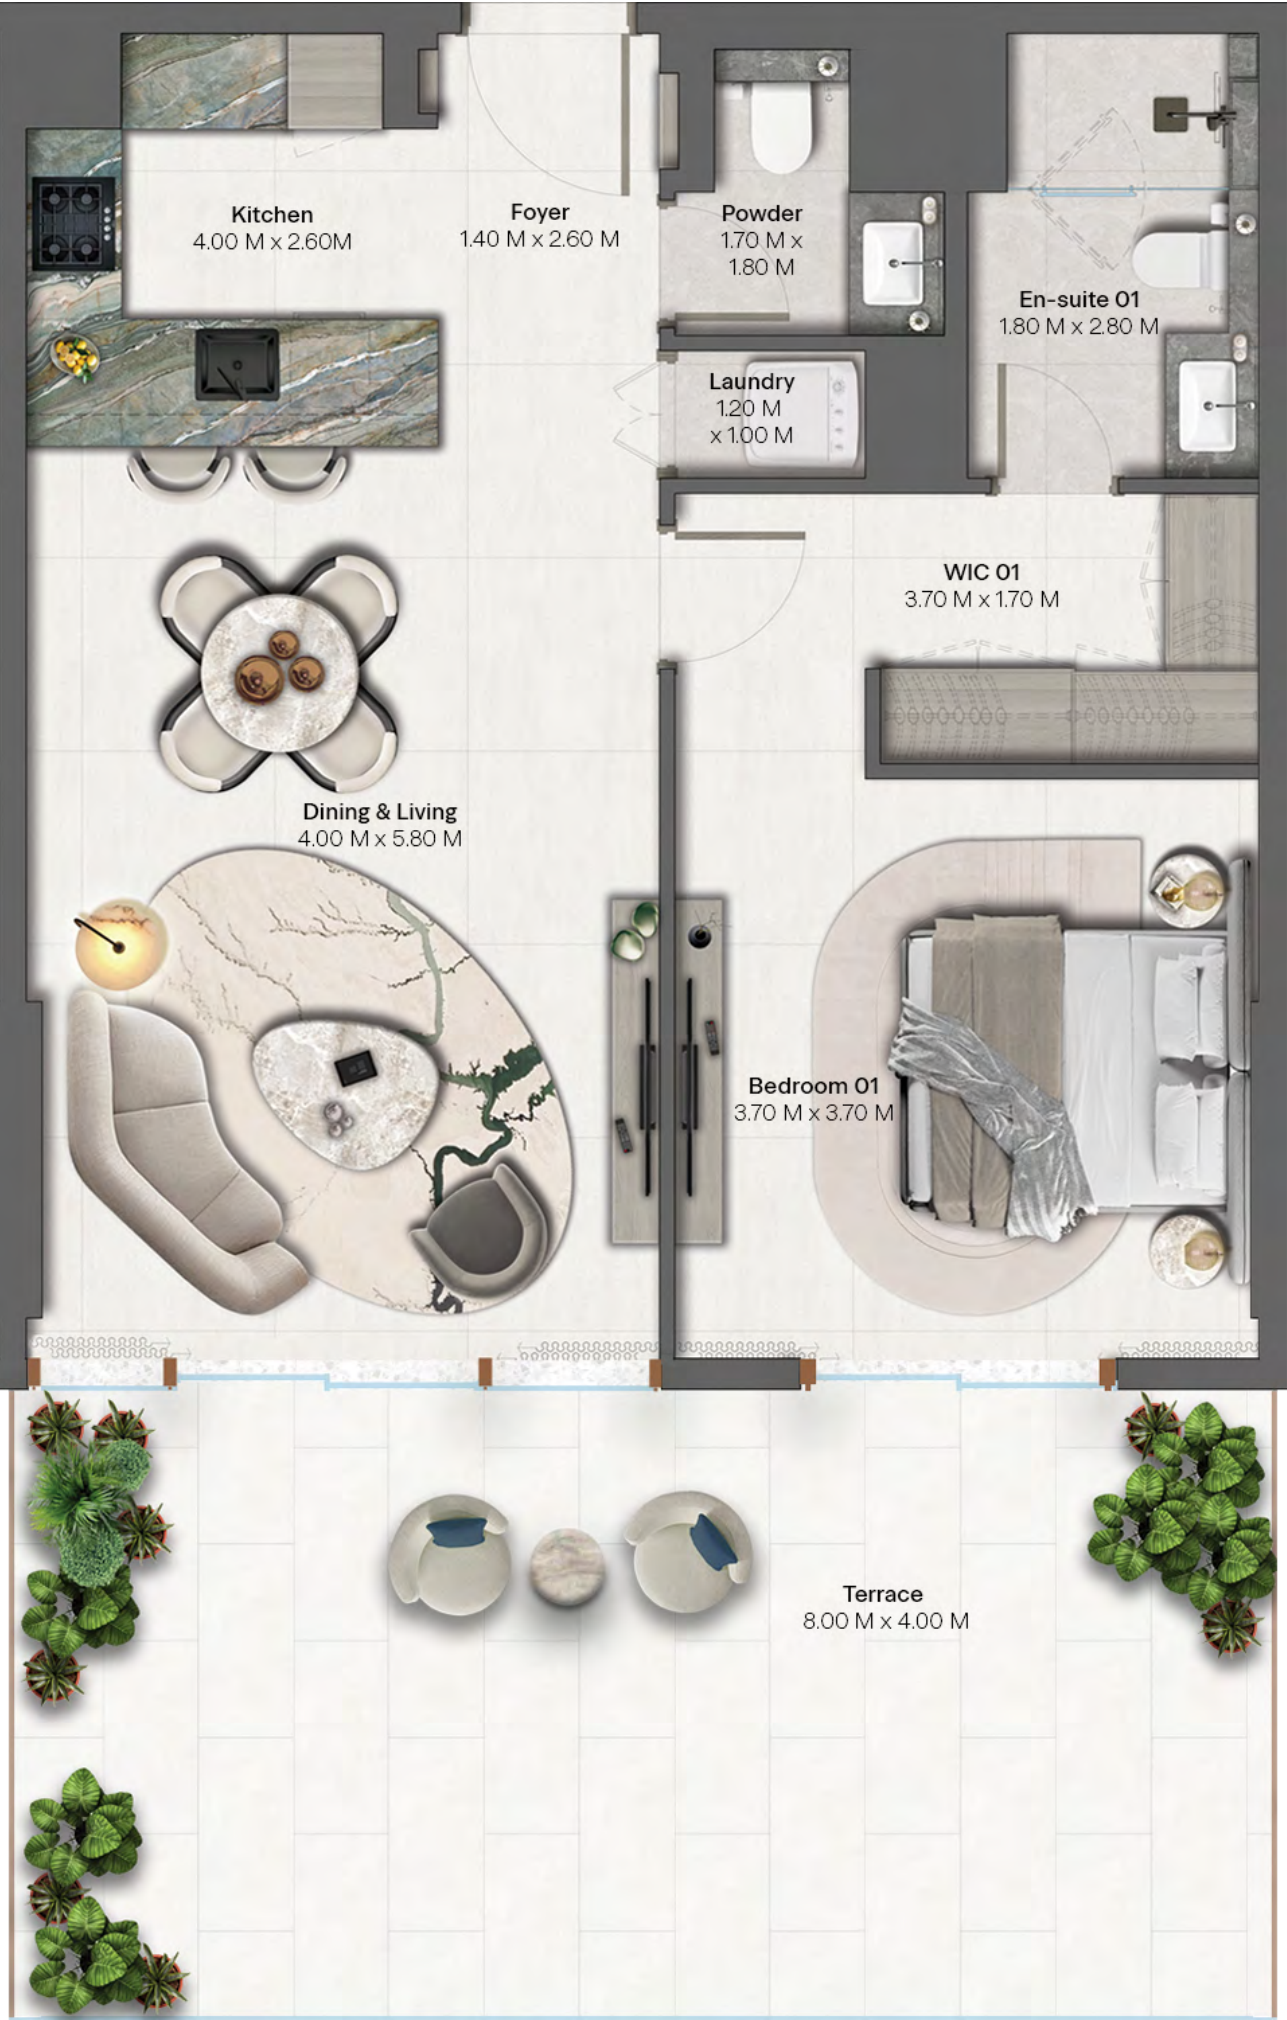 Kitchen
4.00 M x 2.60M
Foyer
1.40 M x 2.60 M
Powder
1.70 M x
1.80 M
En-suite 01
1.80 M x 2.80 M
Laundry
1.20 M
x 1.00 M
WIC 01
3.70 M x 1.70 M
Dining & Living
4.00 M x 5.80 M
Bedroom 01
3.70 M x 3.70 M
Terrace
8.00 M x 4.00 M